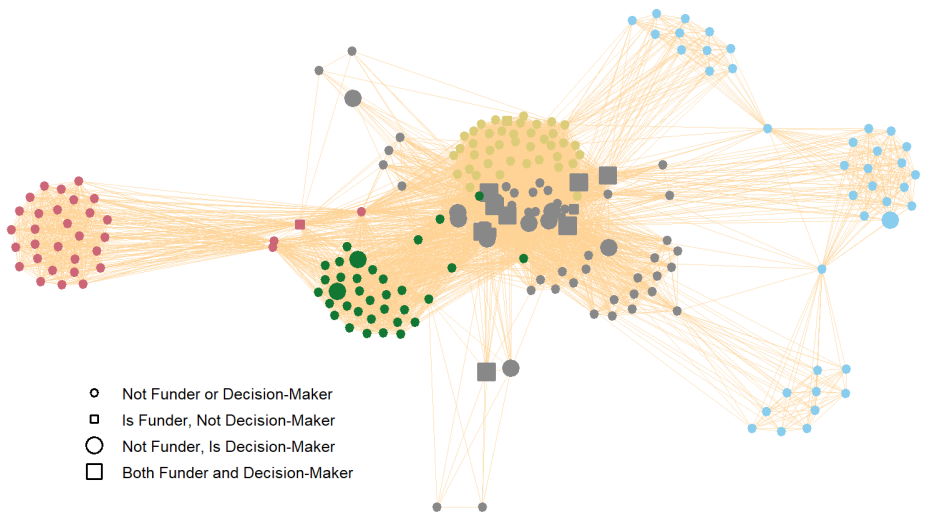 Not Funder or Decision-Maker
Is Funder, Not Decision-Maker
Not Funder, Is Decision-Maker
Both Funder and Decision-Maker